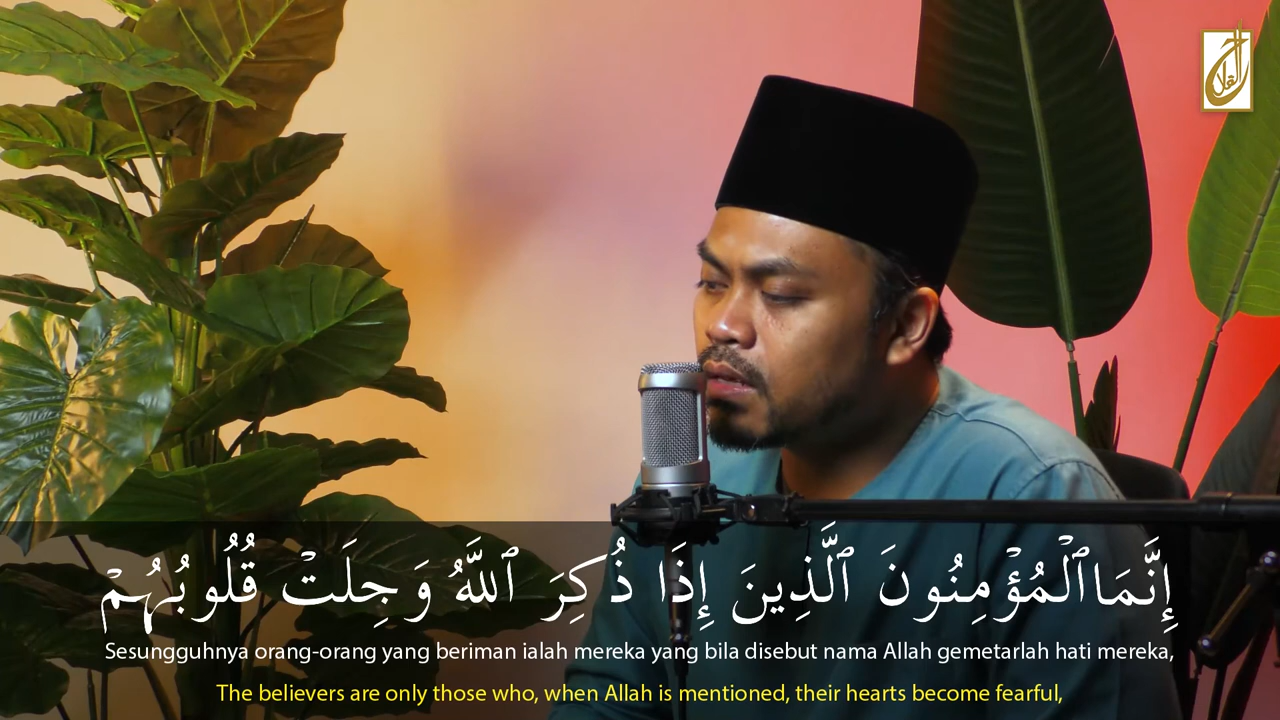 إِنَّمَا ٱلْمُؤْمِنُونَ ٱلَّذِينَ إِذَا ذُكِرَ ٱللَّهُ وَجِلَتْ قُلُوبُهُمْ
Sesungguhnya orang-orang yang beriman ialah mereka yang bila disebut nama Allah gemetarlah hati mereka,
The believers are only those who, when Allah is mentioned, their hearts become fearful,